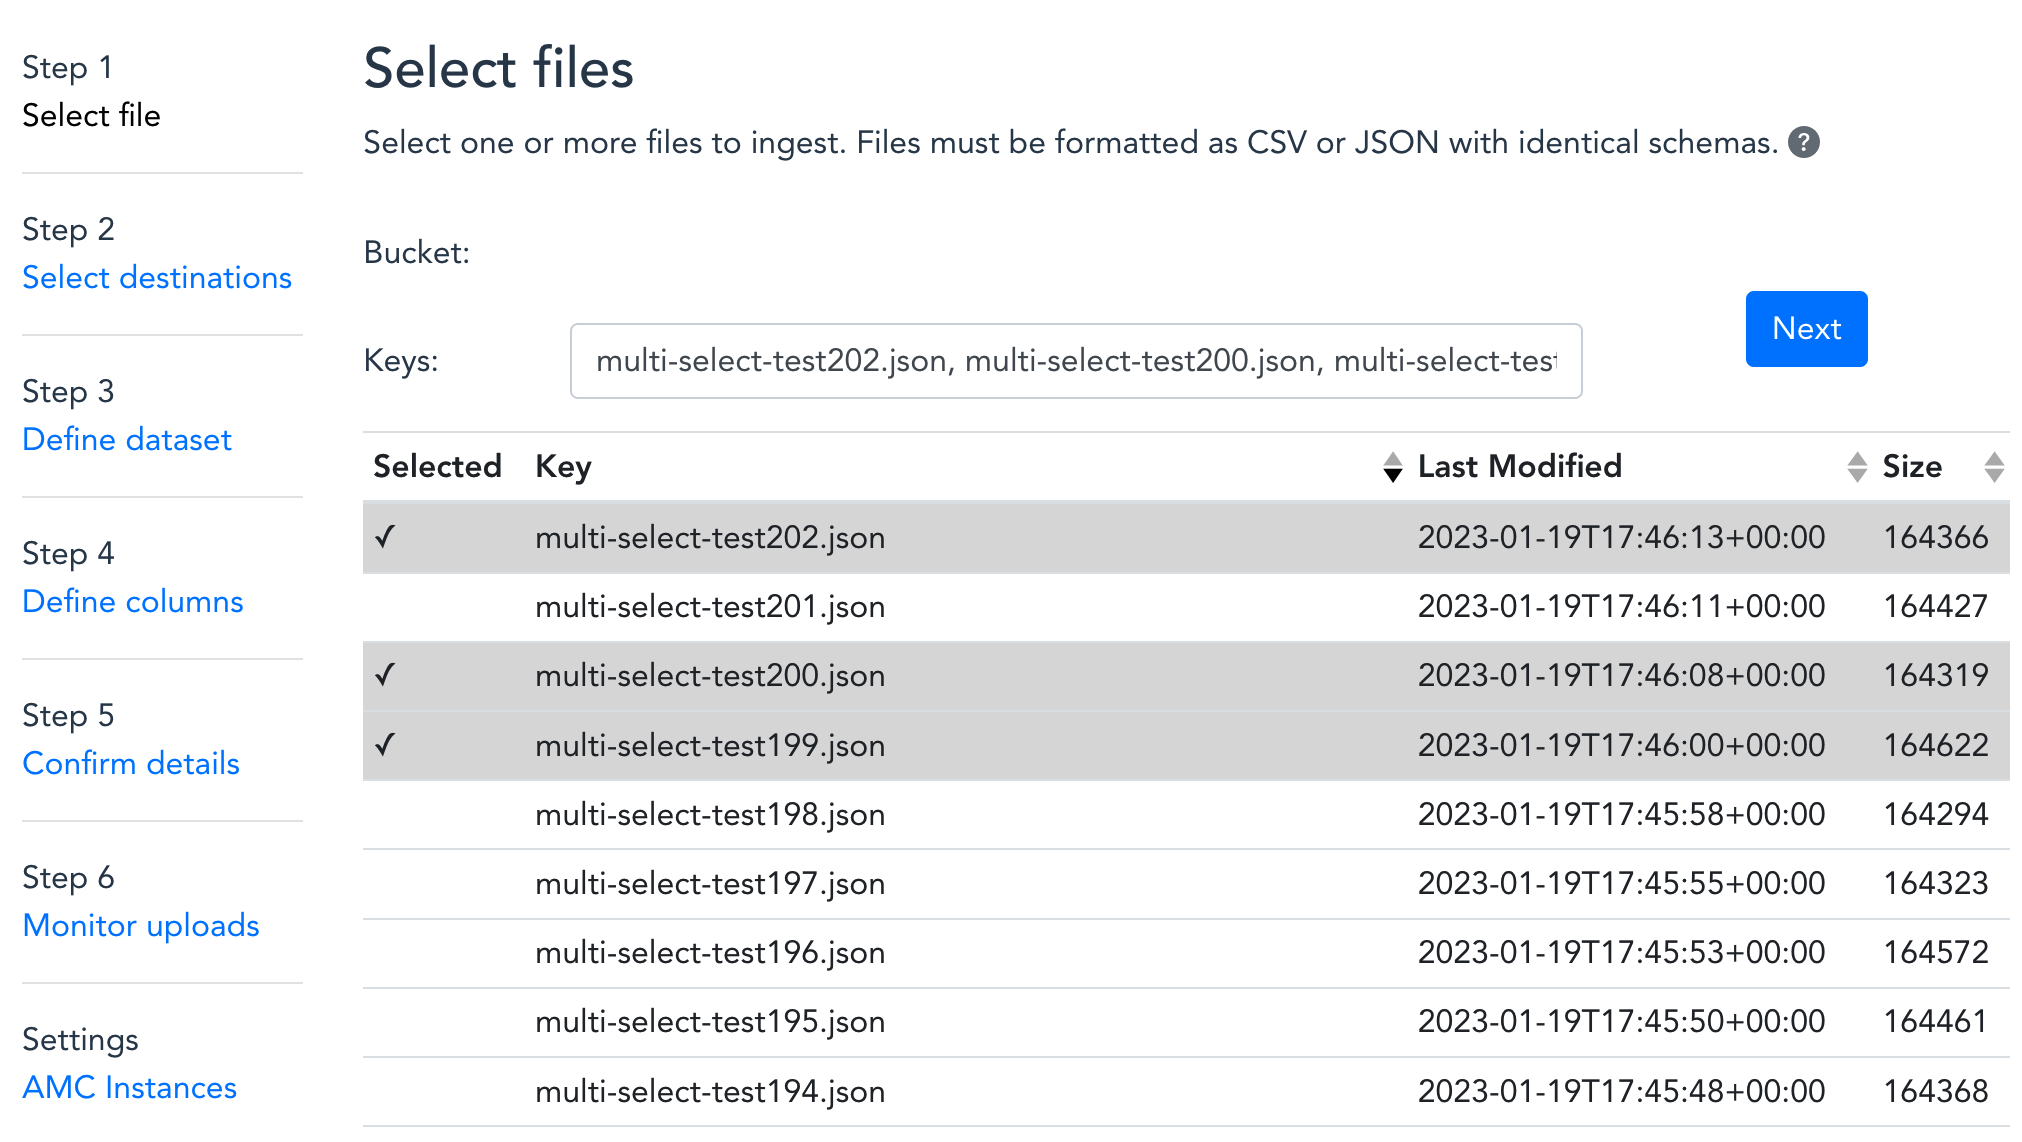 Step 1
Select file
Step 2
Select destinations
Step 3
Define dataset
Step 4
Define columns
Step 5
Confirm details
Step 6
Monitor uploads
Settings
AMC Instances
Select files
Select one or more files to ingest. Files must be formatted as CSV or JSON with identical schemas. ?
Bucket:
Next
Keys: multi-select-test202.json, multi-select-test200.json, multi-select-test
Selected Key Last Modified Size
✓ multi-select-test202.json 2023-01-19T17:46:13+00:00 164366
multi-select-test201.json 2023-01-19T17:46:11+00:00 164427
✓ multi-select-test200.json 2023-01-19T17:46:08+00:00 164319
✓ multi-select-test199.json 2023-01-19T17:46:00+00:00 164622
multi-select-test198.json 2023-01-19T17:45:58+00:00 164294
multi-select-test197.json 2023-01-19T17:45:55+00:00 164323
multi-select-test196.json 2023-01-19T17:45:53+00:00 164572
multi-select-test195.json 2023-01-19T17:45:50+00:00 164461
multi-select-test194.json 2023-01-19T17:45:48+00:00 164368